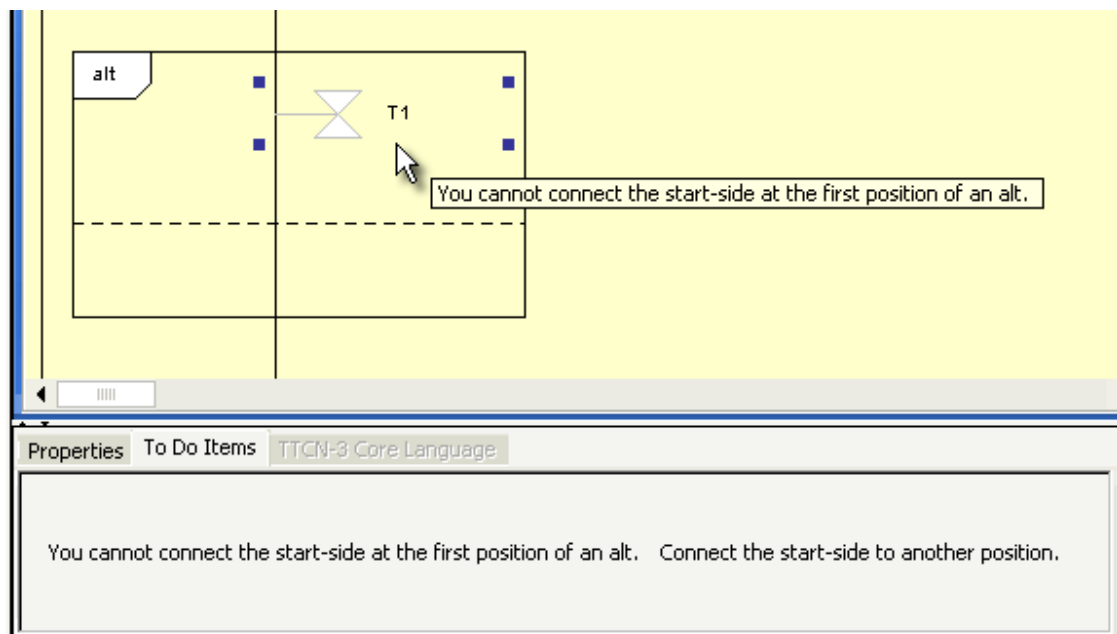 alt
T1
You cannot connect the start-side at the first position of an alt.
Properties To Do Items TTCN-3 Core Language
You cannot connect the start-side at the first position of an alt. Connect the start-side to another position.